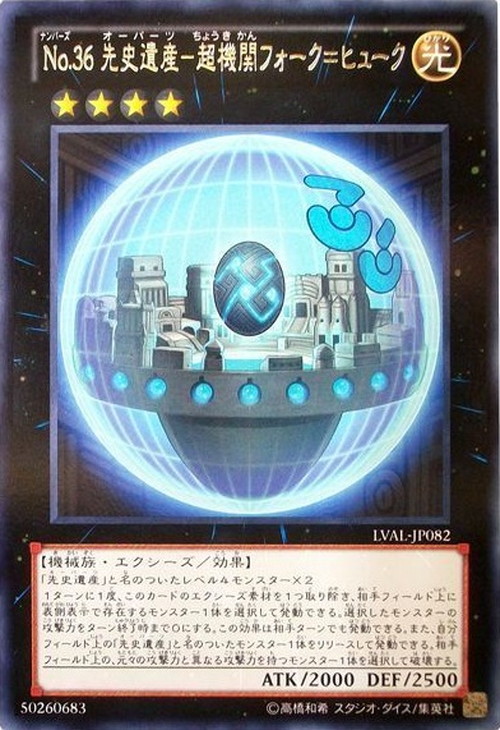 ナンバーズ オーパーツ ちょうきかん
No.36 先史遺産-超機関フォーク=ヒューク
ひかり
光
LVAL-JP082
【機械族・エクシーズ/効果】
「先史遺産」と名のついたレベル4モンスター×2
1ターンに1度、このカードのエクシーズ素材を1つ取り除き、相手フィールド上に
表側表示で存在するモンスター1体を選択して発動できる。選択したモンスターの
攻撃力をターン終了時まで0にする。この効果は相手ターンでも発動できる。また、自分
フィールド上の「先史遺産」と名のついたモンスター1体をリリースして発動できる。相手
フィールド上の、元々の攻撃力と異なる攻撃力を持つモンスター1体を選択して破壊する。
ATK/2000 DEF/2500
50260683
©高橋和希 スタジオ・ダイス/集英社